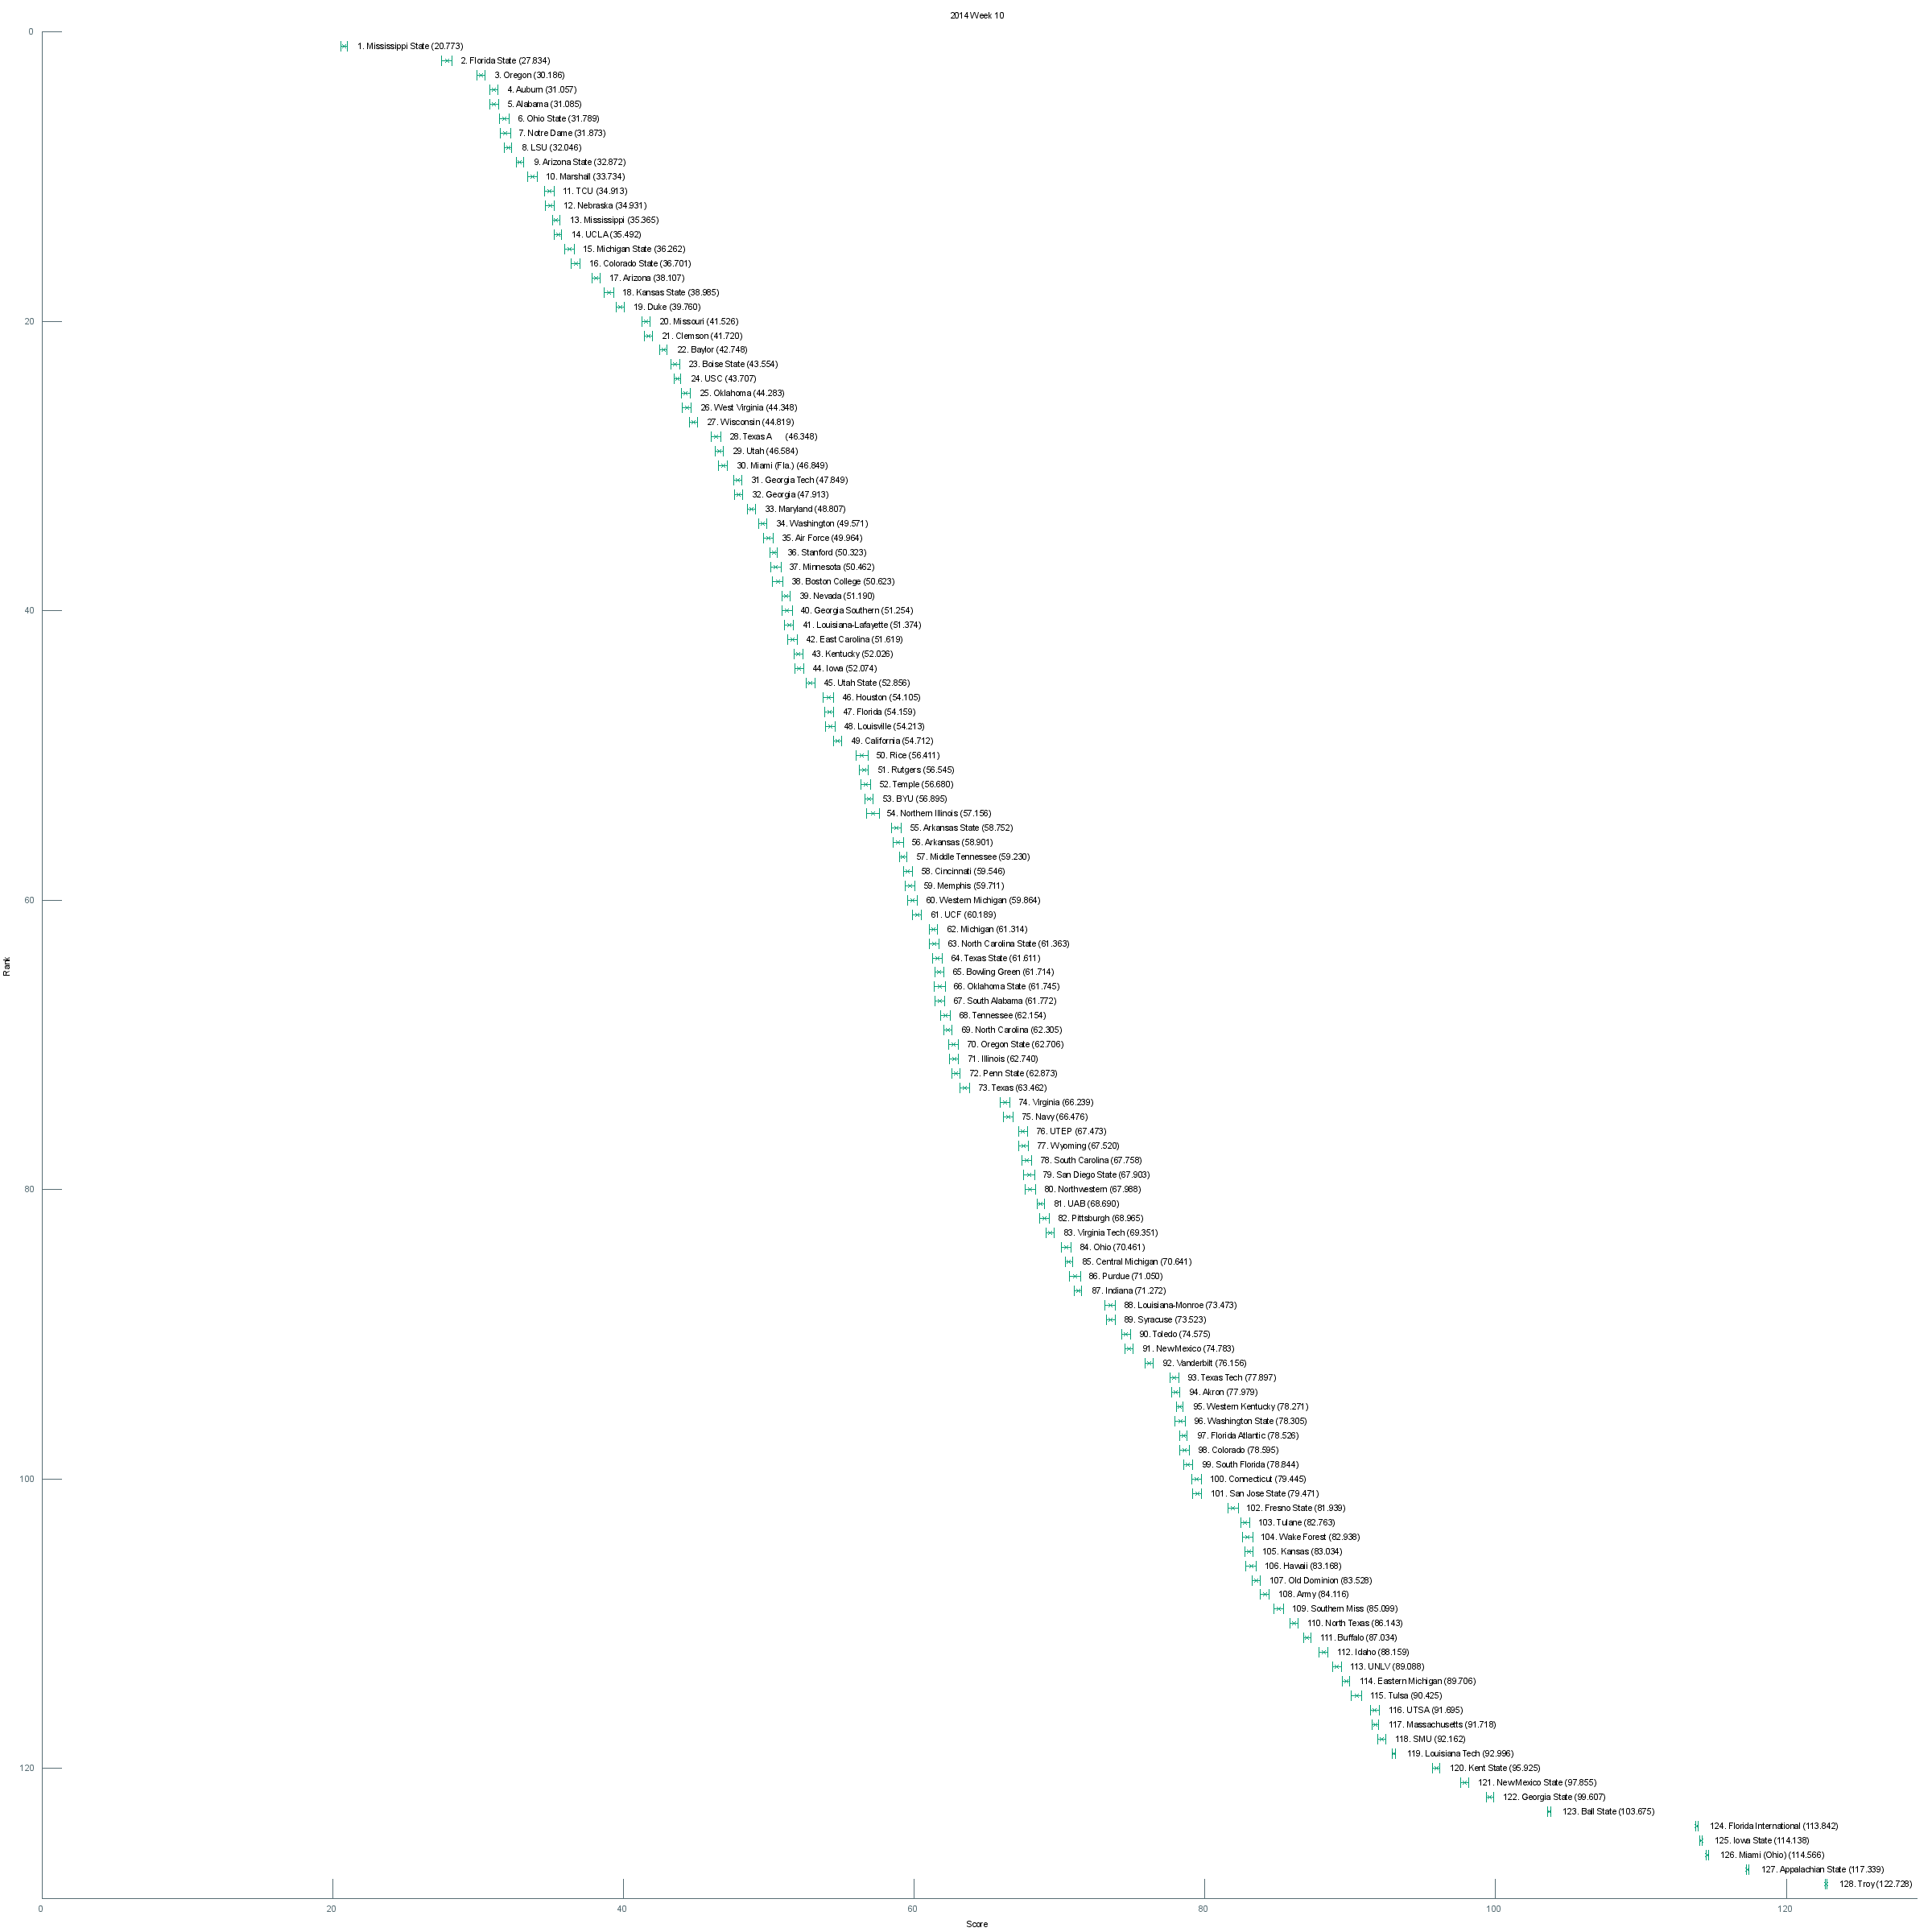 2014 Week 10
0
1. Mississippi State (20.773)
2. Florida State (27.834)
3. Oregon (30.186)
4. Auburn (31.057)
5. Alabama (31.085)
6. Ohio State (31.789)
7. Notre Dame (31.873)
8. LSU (32.046)
9. Arizona State (32.872)
10. Marshall (33.734)
11. TCU (34.913)
12. Nebraska (34.931)
13. Mississippi (35.365)
14. UCLA (35.492)
15. Michigan State (36.262)
16. Colorado State (36.701)
17. Arizona (38.107)
18. Kansas State (38.985)
19. Duke (39.760)
20 20. Missouri (41.526)
21. Clemson (41.720)
22. Baylor (42.748)
23. Boise State (43.554)
24. USC (43.707)
25. Oklahoma (44.283)
26. West Virginia (44.348)
27. Wisconsin (44.819)
28. Texas A (46.348)
29. Utah (46.584)
30. Miami (Fla.) (46.849)
31. Georgia Tech (47.849)
32. Georgia (47.913)
33. Maryland (48.807)
34. Washington (49.571)
35. Air Force (49.964)
36. Stanford (50.323)
37. Minnesota (50.462)
38. Boston College (50.623)
39. Nevada (51.190)
40 40. Georgia Southern (51.254)
41. Louisiana-Lafayette (51.374)
42. East Carolina (51.619)
43. Kentucky (52.026)
44. Iowa (52.074)
45. Utah State (52.856)
46. Houston (54.105)
47. Florida (54.159)
48. Louisville (54.213)
49. California (54.712)
50. Rice (56.411)
51. Rutgers (56.545)
52. Temple (56.680)
53. BYU (56.895)
54. Northern Illinois (57.156)
55. Arkansas State (58.752)
56. Arkansas (58.901)
57. Middle Tennessee (59.230)
58. Cincinnati (59.546)
59. Memphis (59.711)
60 60. Western Michigan (59.864)
61. UCF (60.189)
62. Michigan (61.314)
63. North Carolina State (61.363)
64. Texas State (61.611)
65. Bowling Green (61.714)
66. Oklahoma State (61.745)
67. South Alabama (61.772)
68. Tennessee (62.154)
69. North Carolina (62.305)
70. Oregon State (62.706)
71. Illinois (62.740)
72. Penn State (62.873)
73. Texas (63.462)
74. Virginia (66.239)
75. Navy (66.476)
76. UTEP (67.473)
77. Wyoming (67.520)
78. South Carolina (67.758)
79. San Diego State (67.903)
80 80. Northwestern (67.988)
81. UAB (68.690)
82. Pittsburgh (68.965)
83. Virginia Tech (69.351)
84. Ohio (70.461)
85. Central Michigan (70.641)
86. Purdue (71.050)
87. Indiana (71.272)
88. Louisiana-Monroe (73.473)
89. Syracuse (73.523)
90. Toledo (74.575)
91. New Mexico (74.783)
92. Vanderbilt (76.156)
93. Texas Tech (77.897)
94. Akron (77.979)
95. Western Kentucky (78.271)
96. Washington State (78.305)
97. Florida Atlantic (78.526)
98. Colorado (78.595)
99. South Florida (78.844)
100 100. Connecticut (79.445)
101. San Jose State (79.471)
102. Fresno State (81.939)
103. Tulane (82.763)
104. Wake Forest (82.938)
105. Kansas (83.034)
106. Hawaii (83.168)
107. Old Dominion (83.528)
108. Army (84.116)
109. Southern Miss (85.099)
110. North Texas (86.143)
111. Buffalo (87.034)
112. Idaho (88.159)
113. UNLV (89.088)
114. Eastern Michigan (89.706)
115. Tulsa (90.425)
116. UTSA (91.695)
117. Massachusetts (91.718)
118. SMU (92.162)
119. Louisiana Tech (92.996)
120 120. Kent State (95.925)
121. New Mexico State (97.855)
122. Georgia State (99.607)
123. Ball State (103.675)
124. Florida International (113.842)
125. Iowa State (114.138)
126. Miami (Ohio) (114.566)
127. Appalachian State (117.339)
128. Troy (122.728)
Rank
0 20 40 60 80 100 120
Score